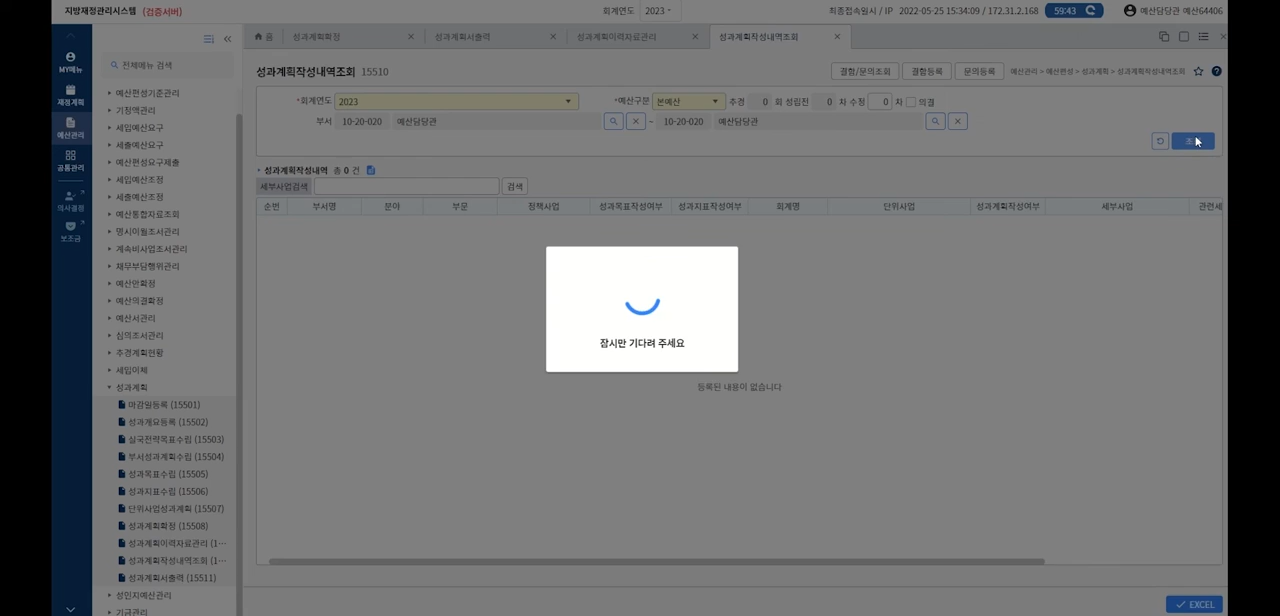 지방재정관리시스템 (검증서버) 회계연도 2023 최종접속일시 / IP 2022-05-25 15:34:09 / 172.31.2.168 59:43 예산담당관 예산64406
홈 성과계획확정 성과계획서출력 성과계획이력자료관리 성과계획작성내역조회
MY메뉴
재정계획
예산관리
공통관리
의사결정
보조금
전체메뉴 검색
예산편성기준관리
기정액관리
세입예산요구
세출예산요구
예산편성요구제출
세입예산조정
세출예산조정
예산통합자료조회
명시이월조서관리
계속비사업조서관리
채무부담행위관리
예산안확정
예산의결확정
예산서관리
심의조서관리
추경계획현황
세입이체
성과계획
마감일등록 (15501)
성과개요등록 (15502)
실국전략목표수립 (15503)
부서성과계획수립 (15504)
성과목표수립 (15505)
성과지표수립 (15506)
단위사업성과계획 (15507)
성과계획확정 (15508)
성과계획이력자료관리 (1…
성과계획작성내역조회 (1…
성과계획서출력 (15511)
성인지예산관리
기금관리
성과계획작성내역조회 15510 결함/문의조회 결함등록 문의등록 예산관리 > 예산편성 > 성과계획 > 성과계획작성내역조회
*회계연도 2023 *예산구분 본예산 추경 0 회 성립전 0 차 수정 0 차 의결
부서 10-20-020 예산담당관 – 10-20-020 예산담당관
성과계획작성내역 총 0 건
세부사업검색 검색
순번 부서명 분야 부문 정책사업 성과목표작성여부 성과지표작성여부 회계명 단위사업 성과계획작성여부 세부사업 관련세
잠시만 기다려 주세요
등록된 내용이 없습니다
EXCEL